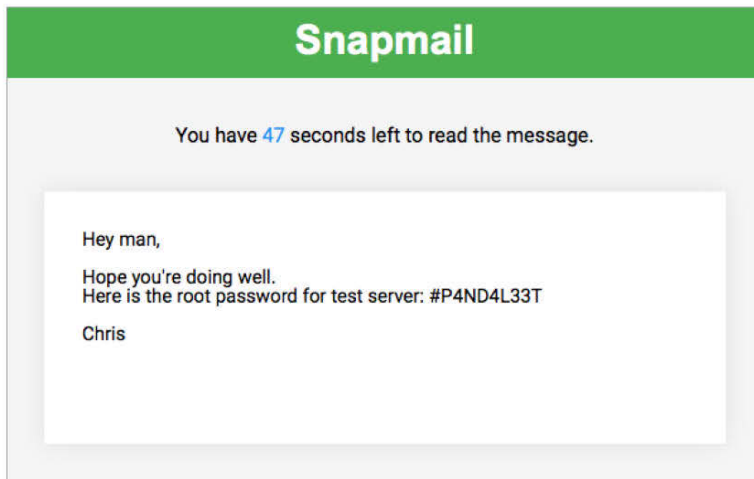 Snapmail
You have 47 seconds left to read the message.
Hey man,
Hope you're doing well.
Here is the root password for test server: #P4ND4L33T
Chris